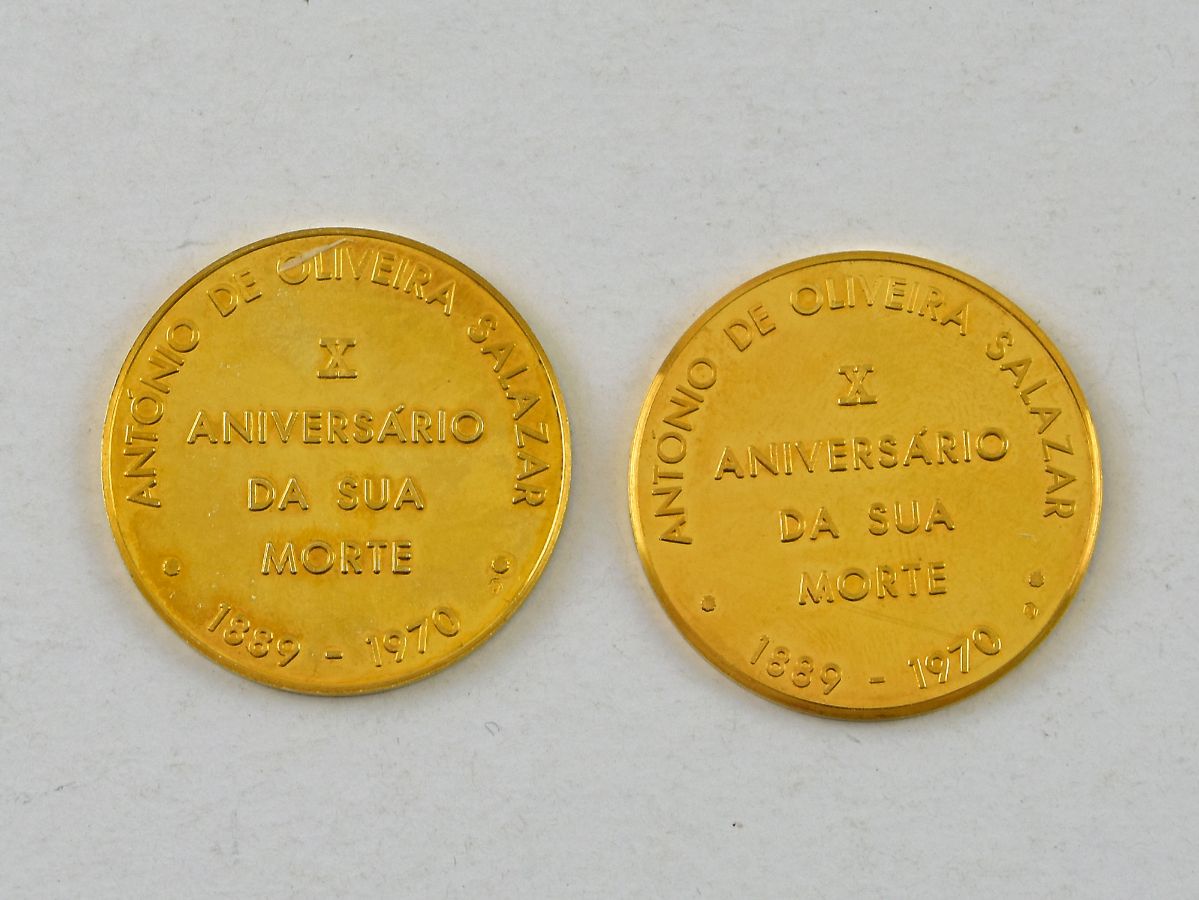 ANTÓNIO DE OLIVEIRA SALAZAR
X
ANIVERSÁRIO
DA SUA
MORTE
1889 - 1970
ANTÓNIO DE OLIVEIRA SALAZAR
X
ANIVERSÁRIO
DA SUA
MORTE
1889 - 1970